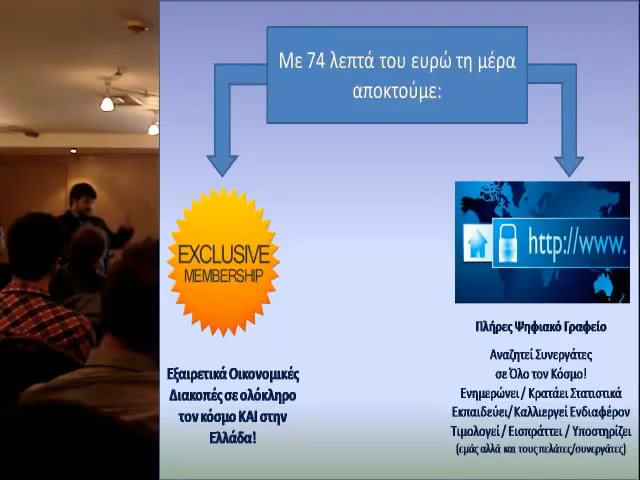 Με 74 λεπτά του ευρώ τη μέρα
αποκτούμε:
EXCLUSIVE
MEMBERSHIP
Εξαιρετικά Οικονομικές
Διακοπές σε ολόκληρο
τον κόσμο ΚΑΙ στην
Ελλάδα!
http://www.
Πλήρες Ψηφιακό Γραφείο
Αναζητεί Συνεργάτες
σε Όλο τον Κόσμο!
Ενημερώνει / Κρατάει Στατιστικά
Εκπαιδεύει/ Καλλιεργεί Ενδιαφέρον
Τιμολογεί / Εισπράττει / Υποστηρίζει
(εμάς αλλά και τους πελάτες/συνεργάτες)